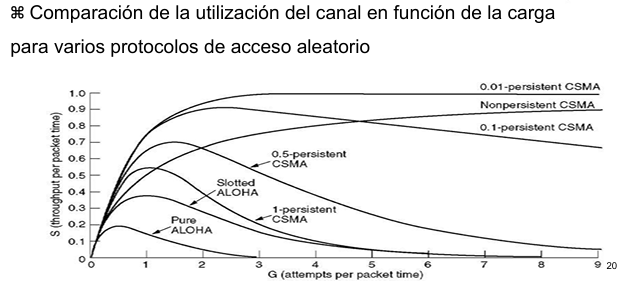 ⌘ Comparación de la utilización del canal en función de la carga
para varios protocolos de acceso aleatorio
0.01-persistent CSMA
Nonpersistent CSMA
0.1-persistent CSMA
0.5-persistent
CSMA
Slotted
ALOHA
1-persistent
CSMA
Pure
ALOHA
S (throughput per packet time)
1.0
0.9
0.8
0.7
0.6
0.5
0.4
0.3
0.2
0.1
0
0 1 2 3 4 5 6 7 8 9
G (attempts per packet time)
20